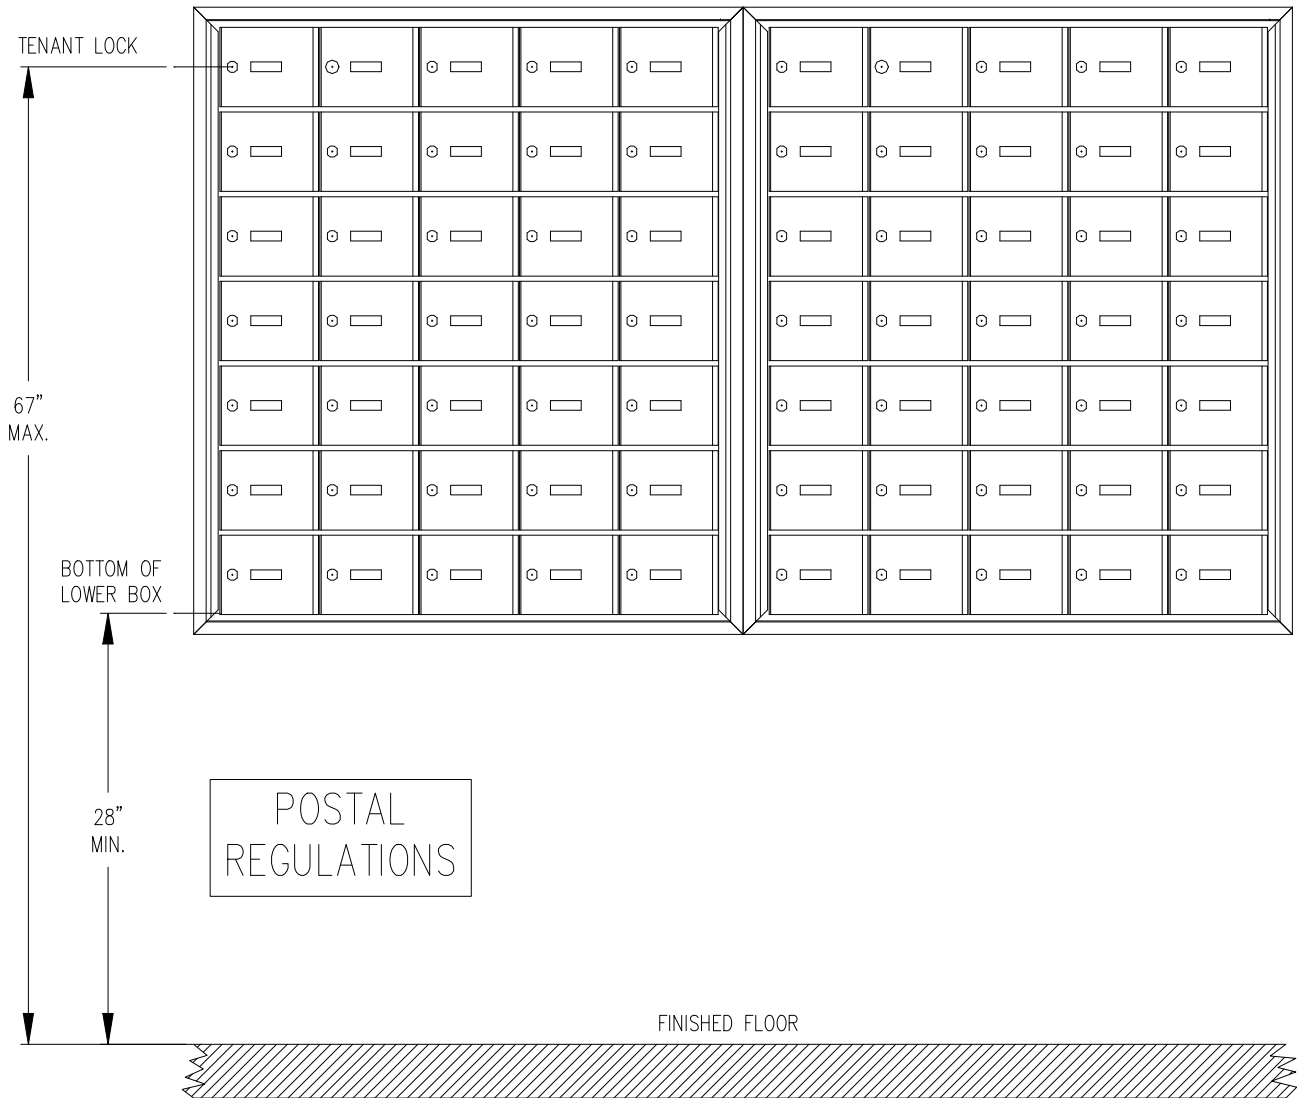 TENANT LOCK
67”
MAX.
BOTTOM OF
LOWER BOX
28”
MIN.
POSTAL
REGULATIONS
FINISHED FLOOR